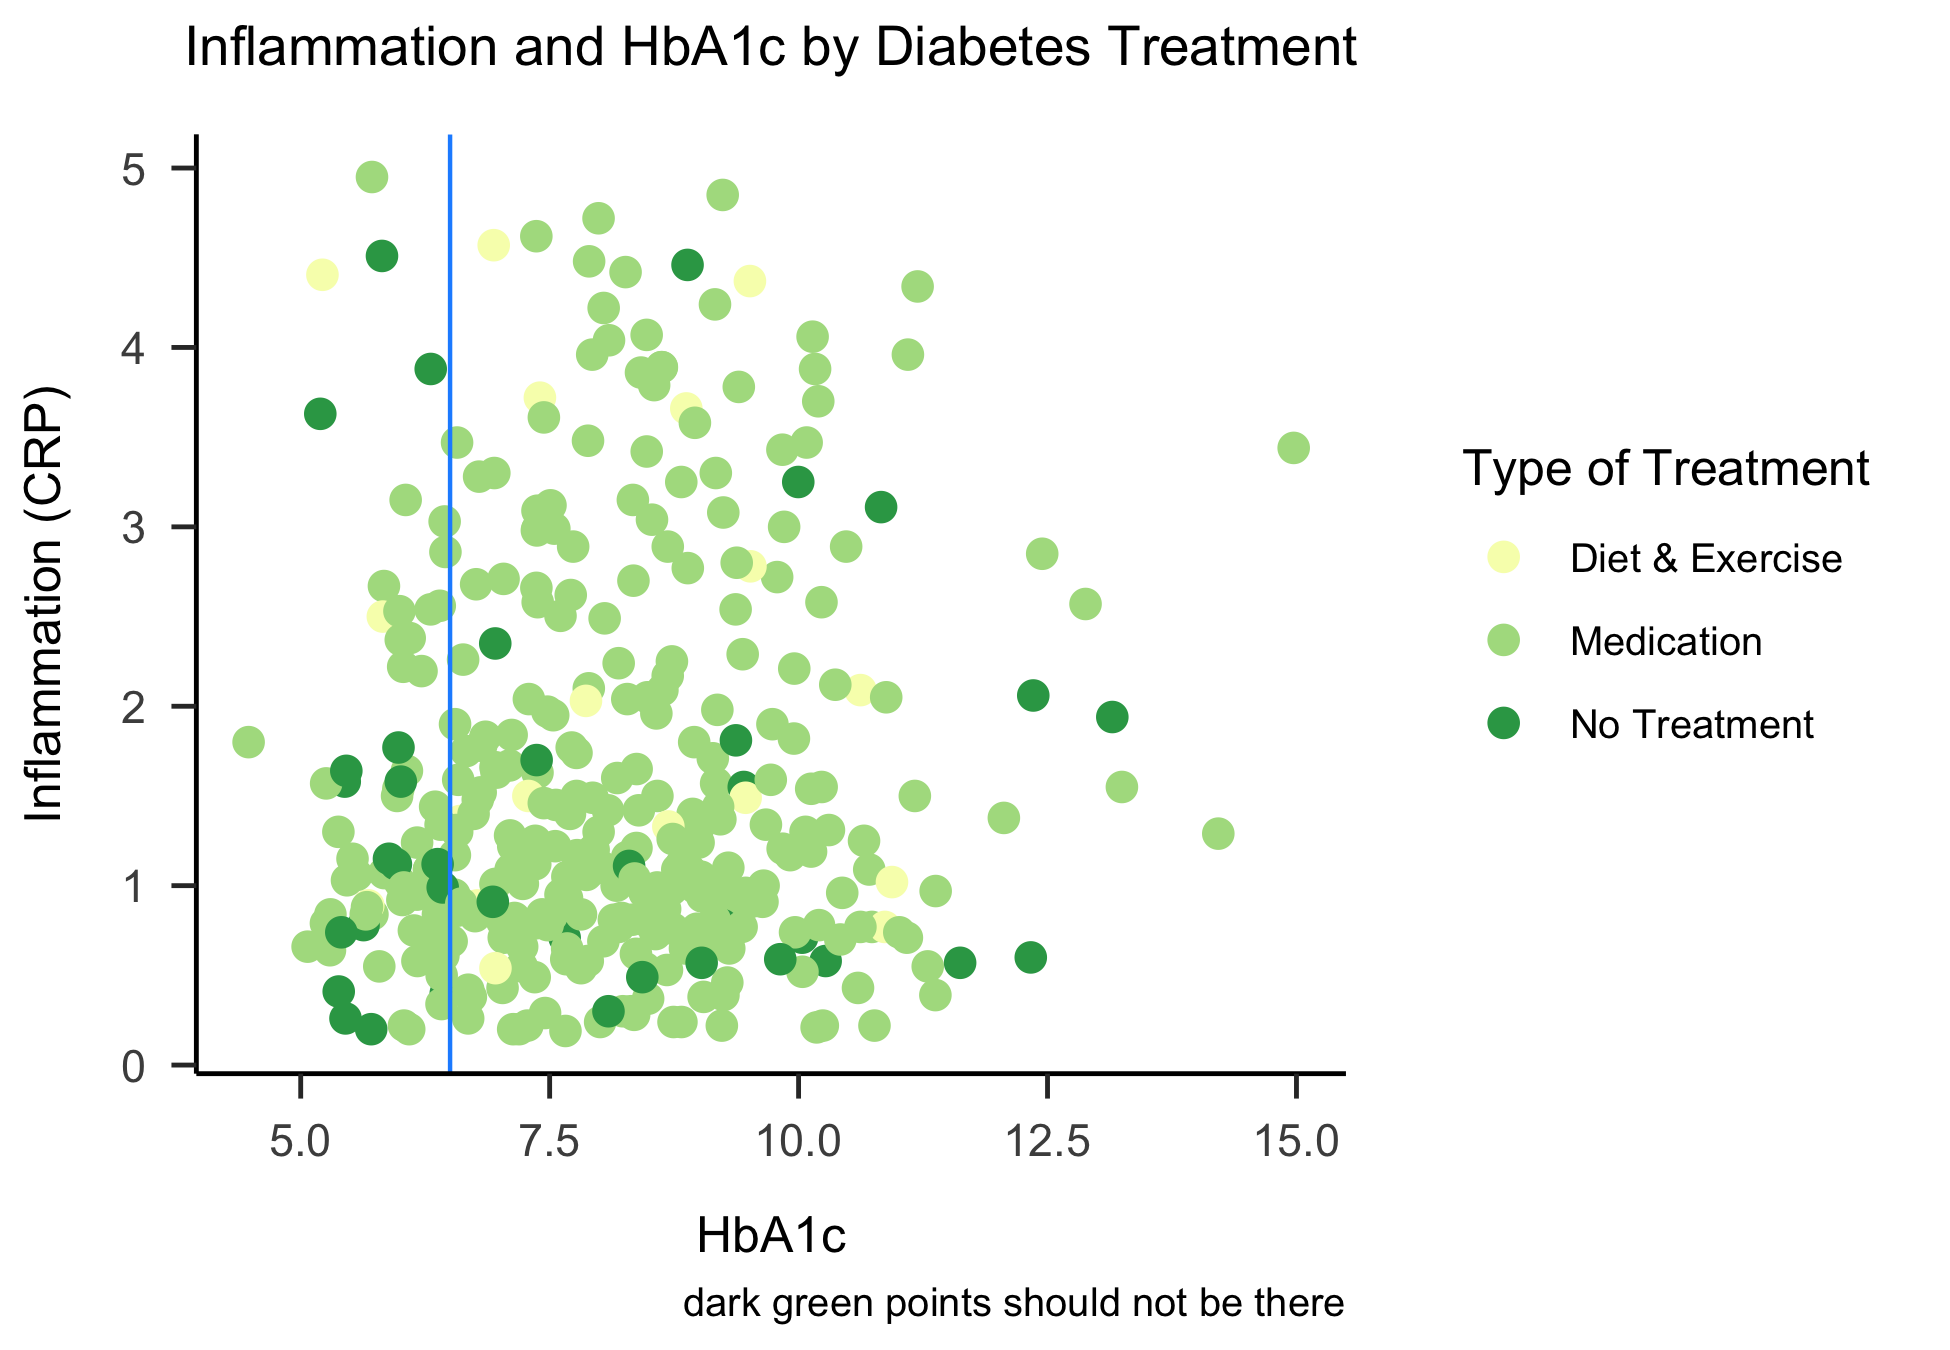 Inflammation and HbA1c by Diabetes Treatment
Inflammation (CRP)
5
4
3
2
1
0
5.0 7.5 10.0 12.5 15.0
HbA1c
dark green points should not be there
Type of Treatment
Diet & Exercise
Medication
No Treatment